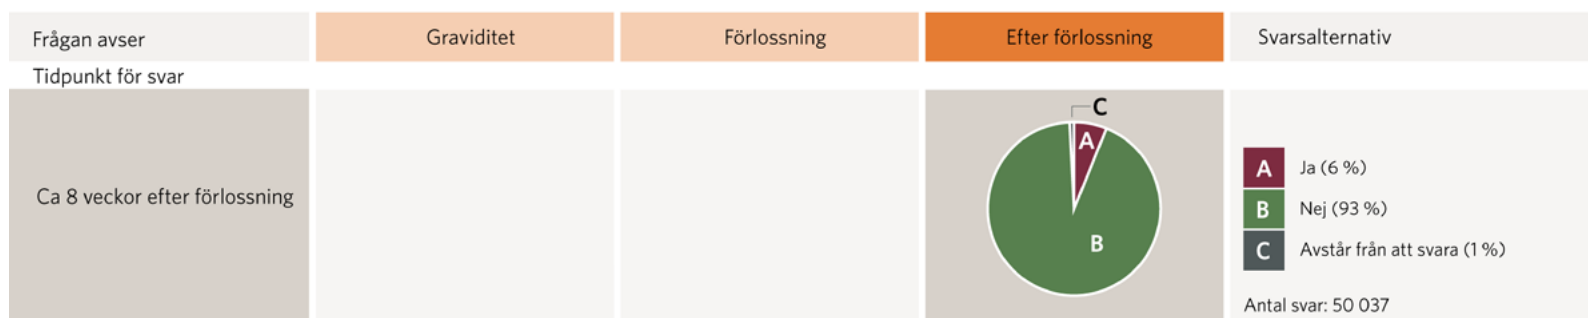 Frågan avser
Graviditet
Förlossning
Efter förlossning
Svarsalternativ
Tidpunkt för svar
Ca 8 veckor efter förlossning
C
A
B
A Ja (6 %)
B Nej (93 %)
C Avstår från att svara (1 %)
Antal svar: 50 037